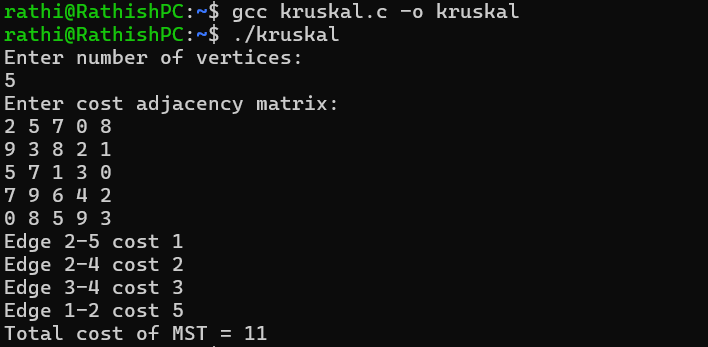 rathi@RathishPC:~$ gcc kruskal.c -o kruskal
rathi@RathishPC:~$ ./kruskal
Enter number of vertices:
5
Enter cost adjacency matrix:
2 5 7 0 8
9 3 8 2 1
5 7 1 3 0
7 9 6 4 2
0 8 5 9 3
Edge 2-5 cost 1
Edge 2-4 cost 2
Edge 3-4 cost 3
Edge 1-2 cost 5
Total cost of MST = 11